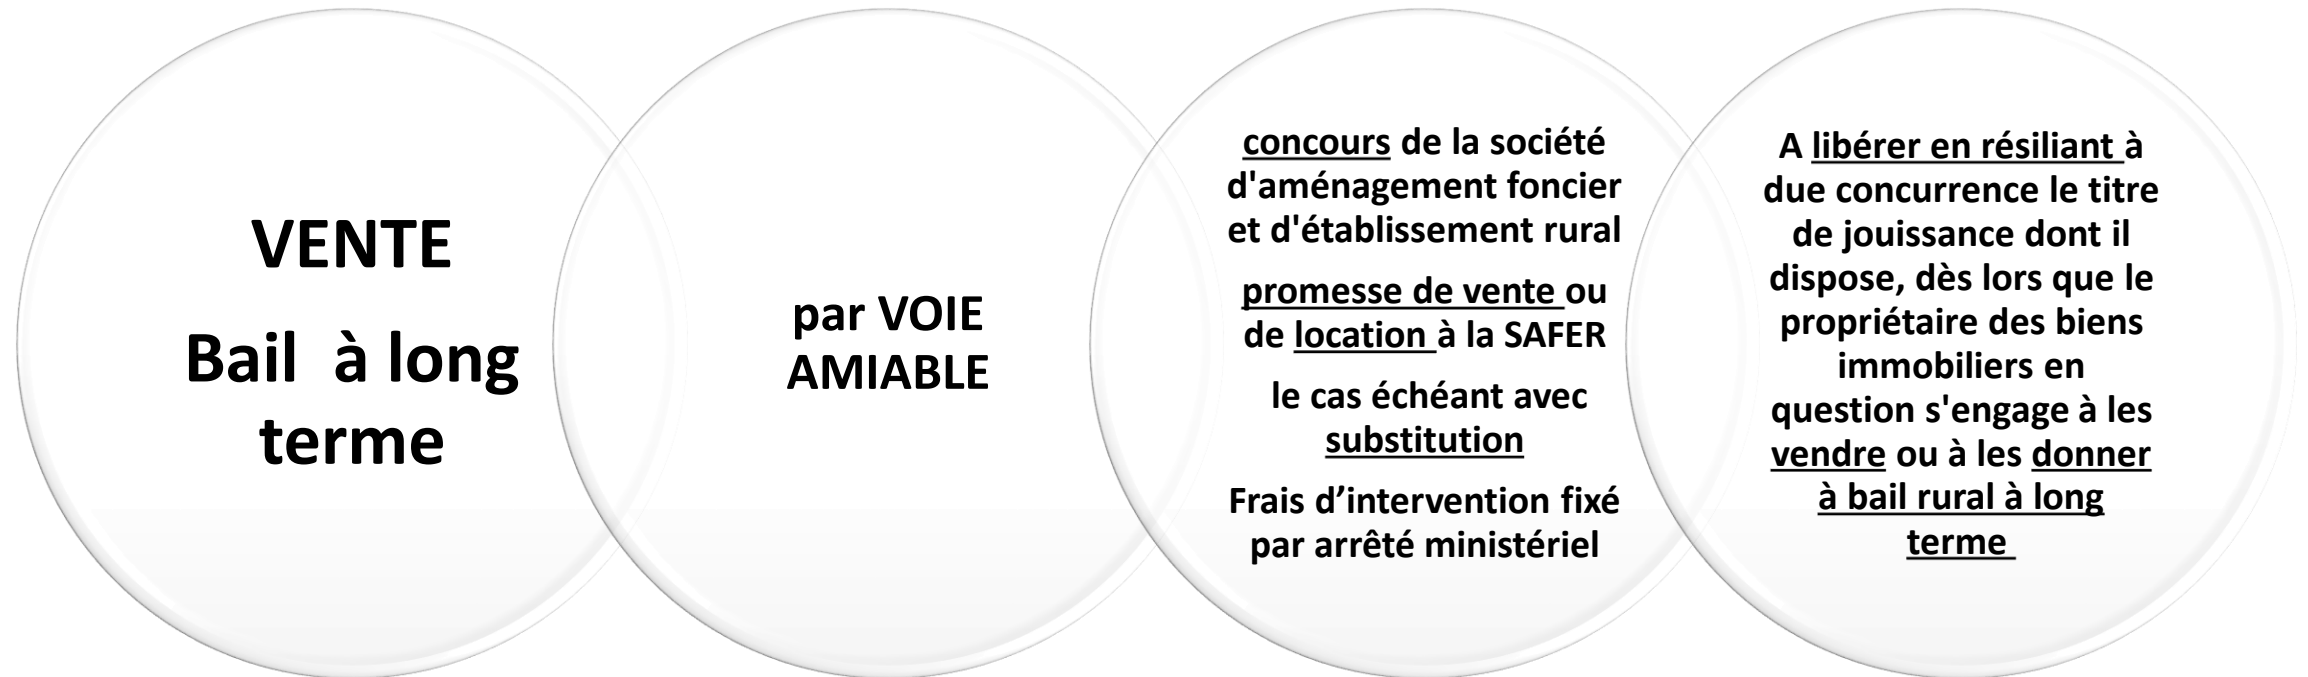 VENTE
Bail à long
terme
par VOIE
AMIABLE
concours de la société
d'aménagement foncier
et d'établissement rural
promesse de vente ou
de location à la SAFER
le cas échéant avec
substitution
Frais d’intervention fixé
par arrêté ministériel
A libérer en résiliant à
due concurrence le titre
de jouissance dont il
dispose, dès lors que le
propriétaire des biens
immobiliers en
question s'engage à les
vendre ou à les donner
à bail rural à long
terme